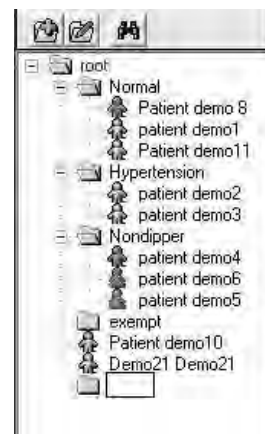 root
Normal
Patient demo 8
patient demo1
Patient demo11
Hypertension
patient demo2
patient demo3
Nondipper
patient demo4
patient demo6
patient demo5
exempt
Patient demo10
Demo21 Demo21